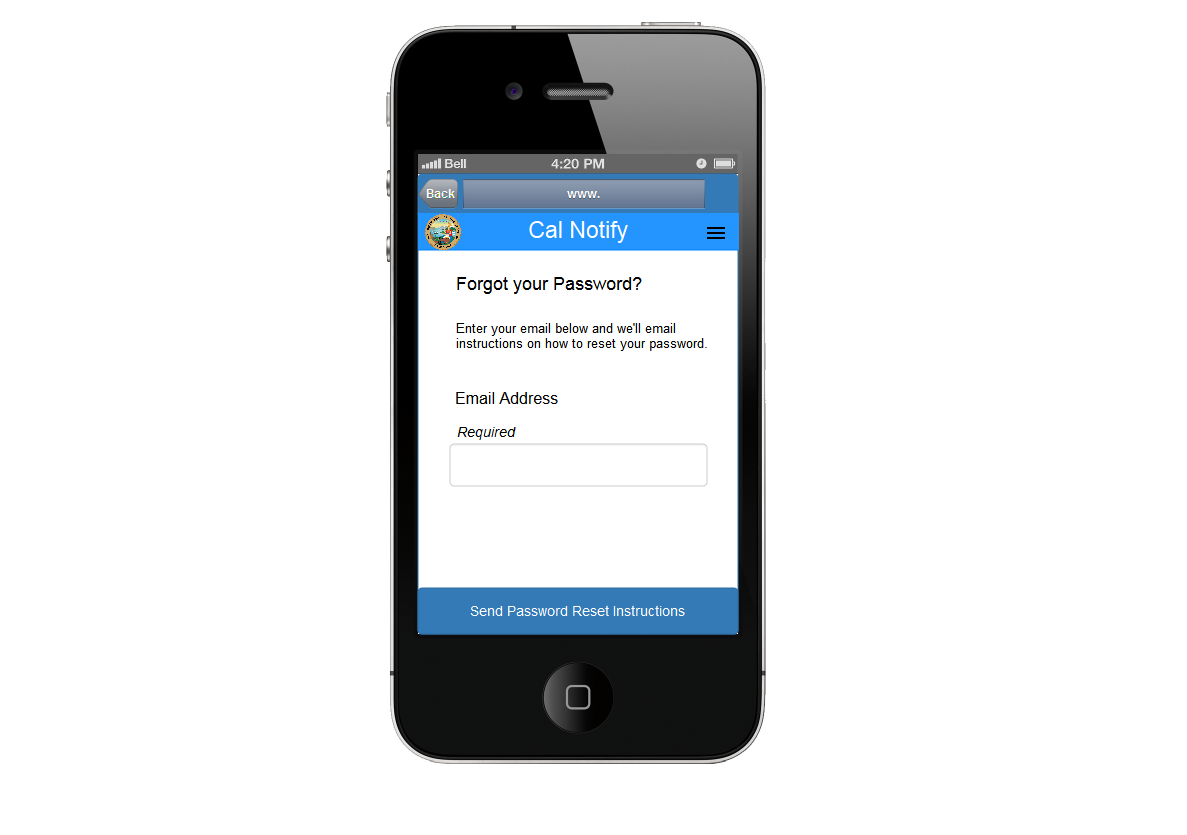 Bell
4:20 PM
Back
www.
Cal Notify
Forgot your Password?
Enter your email below and we'll email
instructions on how to reset your password.
Email Address
Required
Send Password Reset Instructions